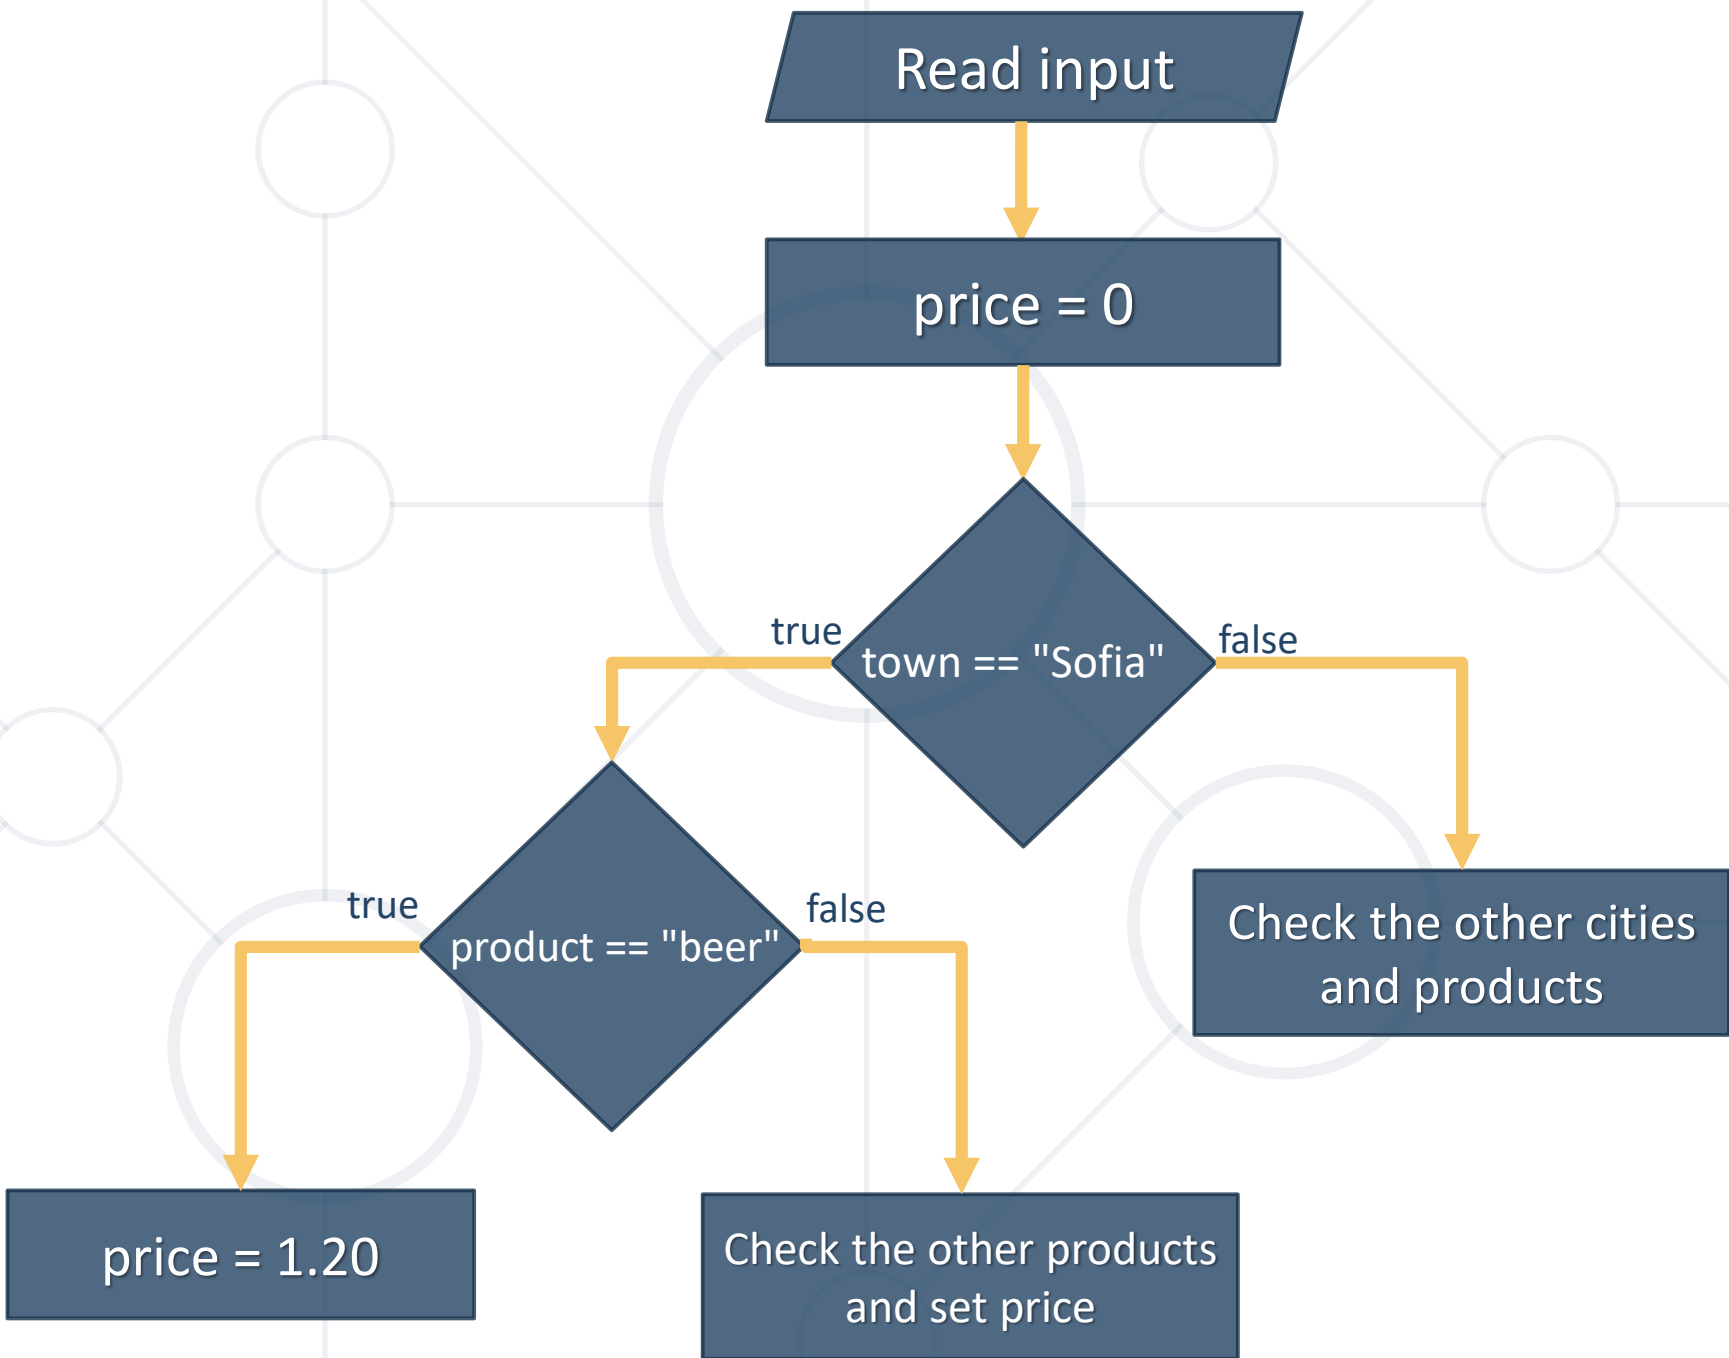 Read input
price = 0
true
town == "Sofia"
false
true
product == "beer"
false
Check the other cities
and products
price = 1.20
Check the other products
and set price